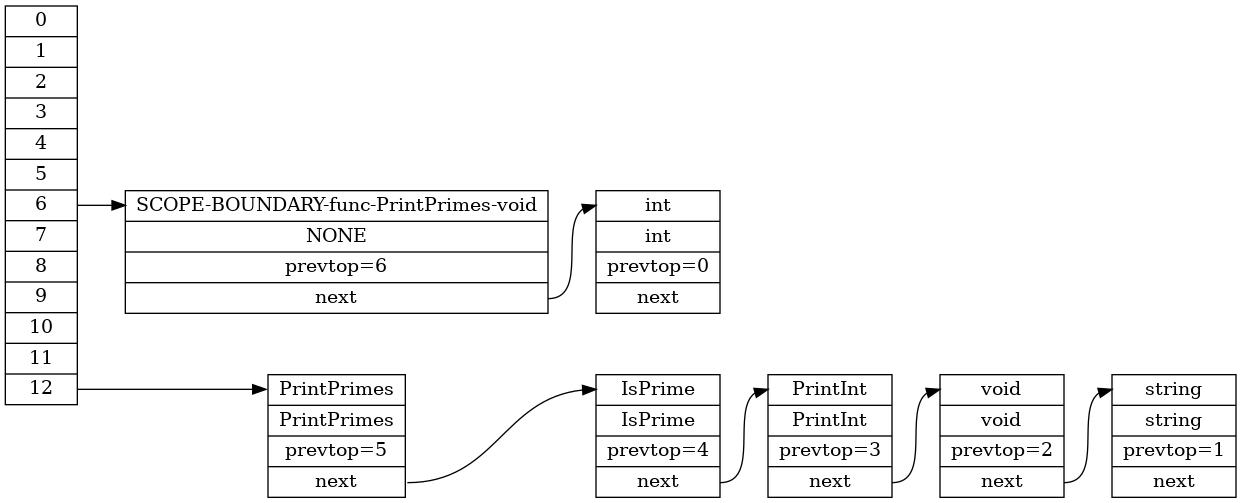 0
1
2
3
4
5
6
7
8
9
10
11
12
SCOPE-BOUNDARY-func-PrintPrimes-void
NONE
prevtop=6
next
int
int
prevtop=0
next
PrintPrimes
PrintPrimes
prevtop=5
next
IsPrime
IsPrime
prevtop=4
next
PrintInt
PrintInt
prevtop=3
next
void
void
prevtop=2
next
string
string
prevtop=1
next